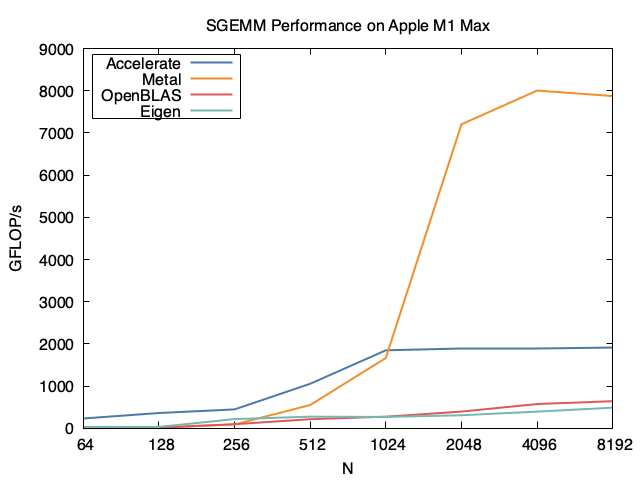 SGEMM Performance on Apple M1 Max
Accelerate
Metal
OpenBLAS
Eigen
9000
8000
7000
6000
5000
4000
3000
2000
1000
0
GFLOP/s
64 128 256 512 1024 2048 4096 8192
N